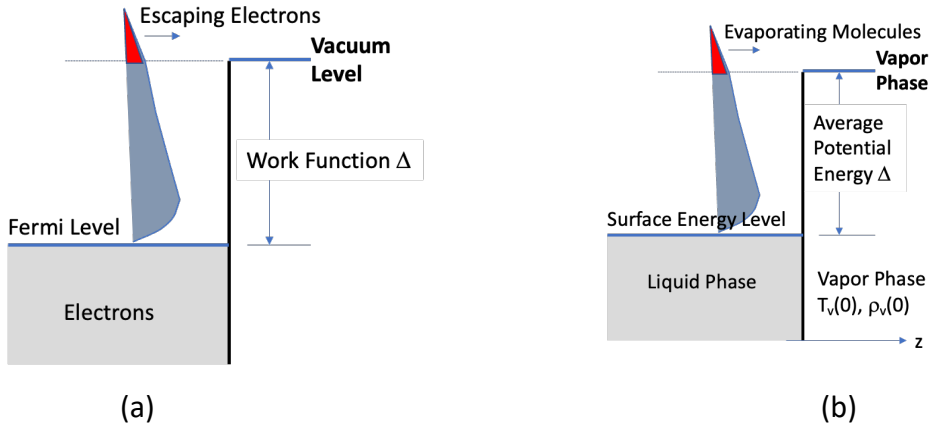 Escaping Electrons
Vacuum
Level
Work Function Δ
Fermi Level
Electrons
(a)
Evaporating Molecules
Vapor
Phase
Average
Potential
Energy Δ
Surface Energy Level
Liquid Phase
Vapor Phase
Tᵥ(0), ρᵥ(0)
z
(b)